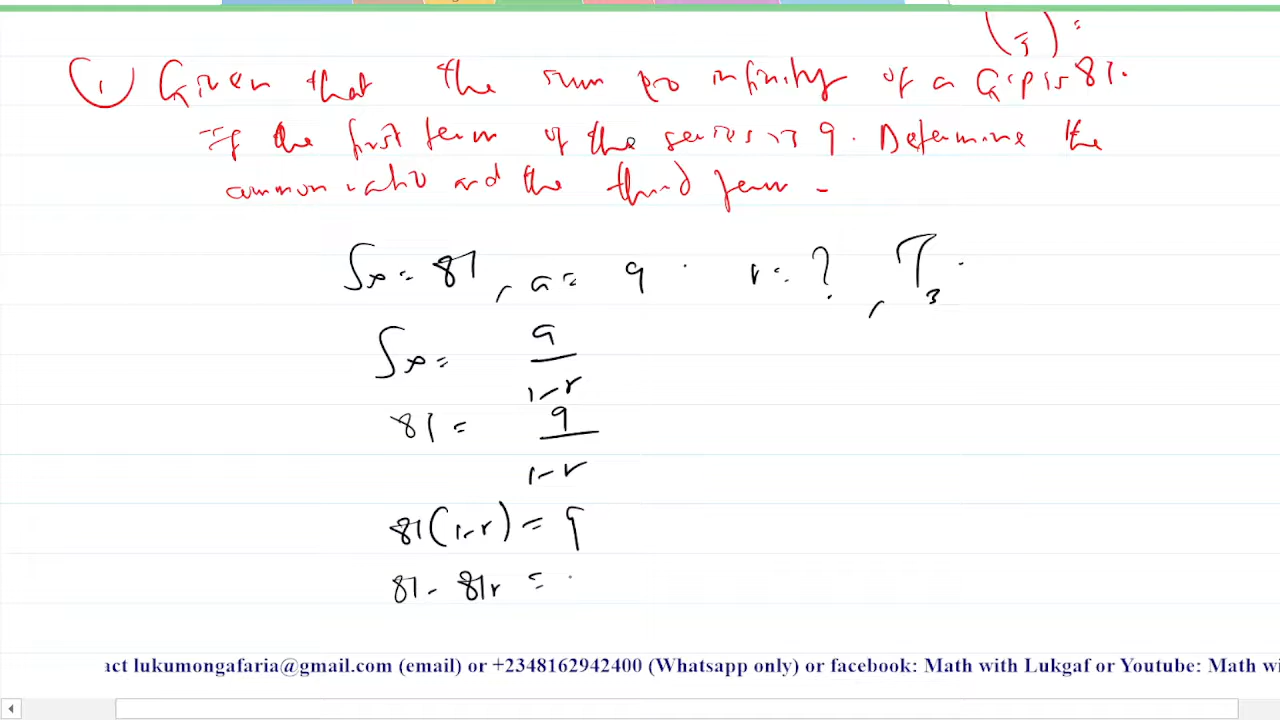 (1) Given that the sum to infinity of a G.p is 81.
If the first term of the series is 9. Determine the
common ratio and the third term.
S∞ = 81, a = 9. r = ?, T₃.
S∞ = a/(1-r)
81 = 9/(1-r)
81(1-r) = 9
81 - 81r =
act lukumongafaria@gmail.com (email) or +2348162942400 (Whatsapp only) or facebook: Math with Lukgaf or Youtube: Math wi